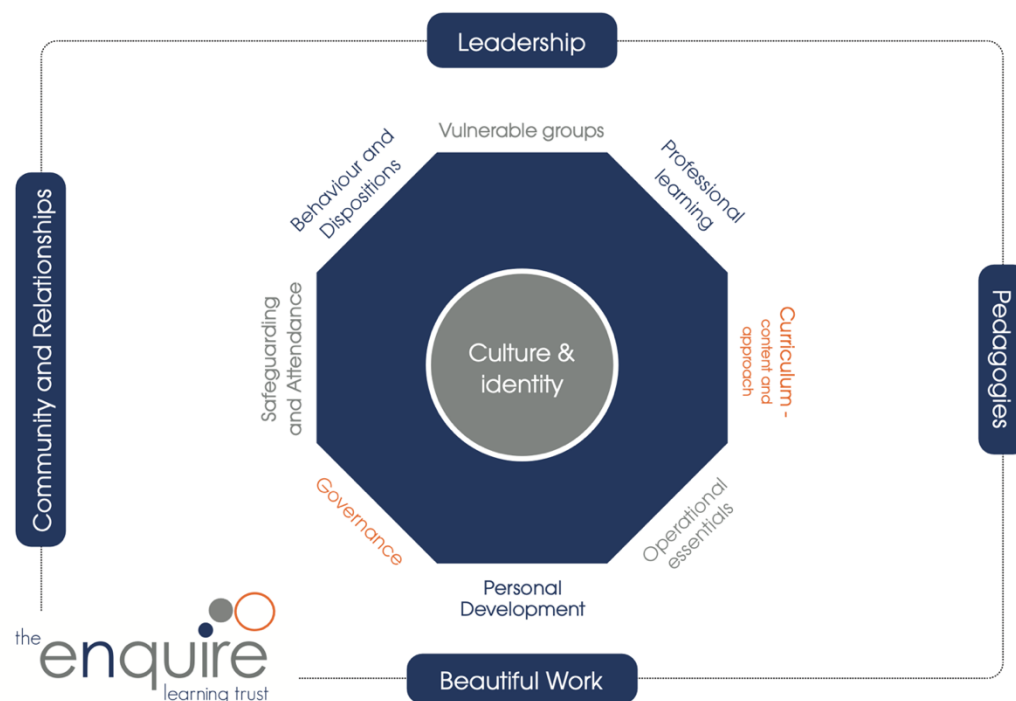 Leadership
Vulnerable groups
Behaviour and
Dispositions
Professional
learning
Community and Relationships
Safeguarding
and Attendance
Culture &
identity
Curriculum -
content and
approach
Pedagogies
Governance
Operational
essentials
Personal
Development
the
enquire
learning trust
Beautiful Work